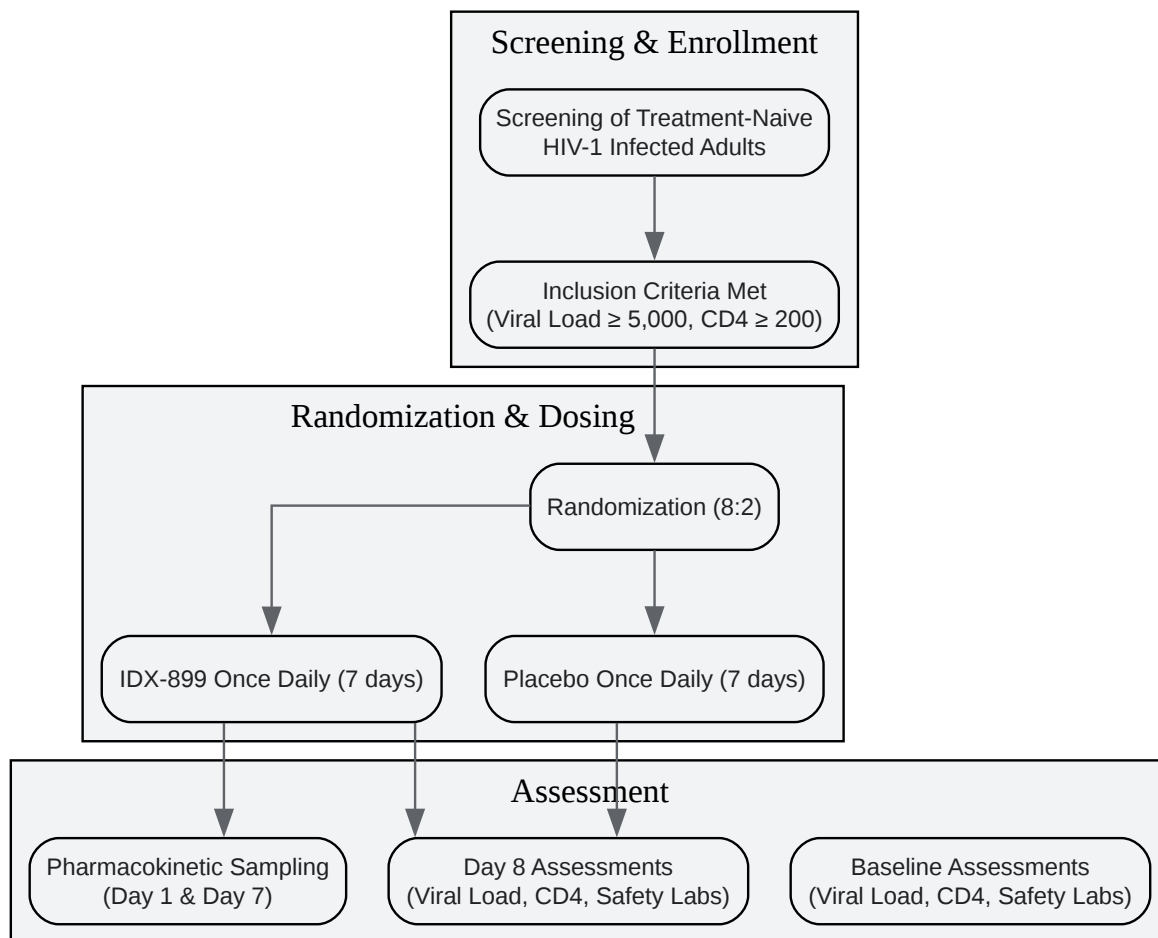 Screening & Enrollment
Screening of Treatment-Naive
HIV-1 Infected Adults
Inclusion Criteria Met
(Viral Load ≥ 5,000, CD4 ≥ 200)
Randomization & Dosing
Randomization (8:2)
IDX-899 Once Daily (7 days)
Placebo Once Daily (7 days)
Assessment
Pharmacokinetic Sampling
(Day 1 & Day 7)
Day 8 Assessments
(Viral Load, CD4, Safety Labs)
Baseline Assessments
(Viral Load, CD4, Safety Labs)